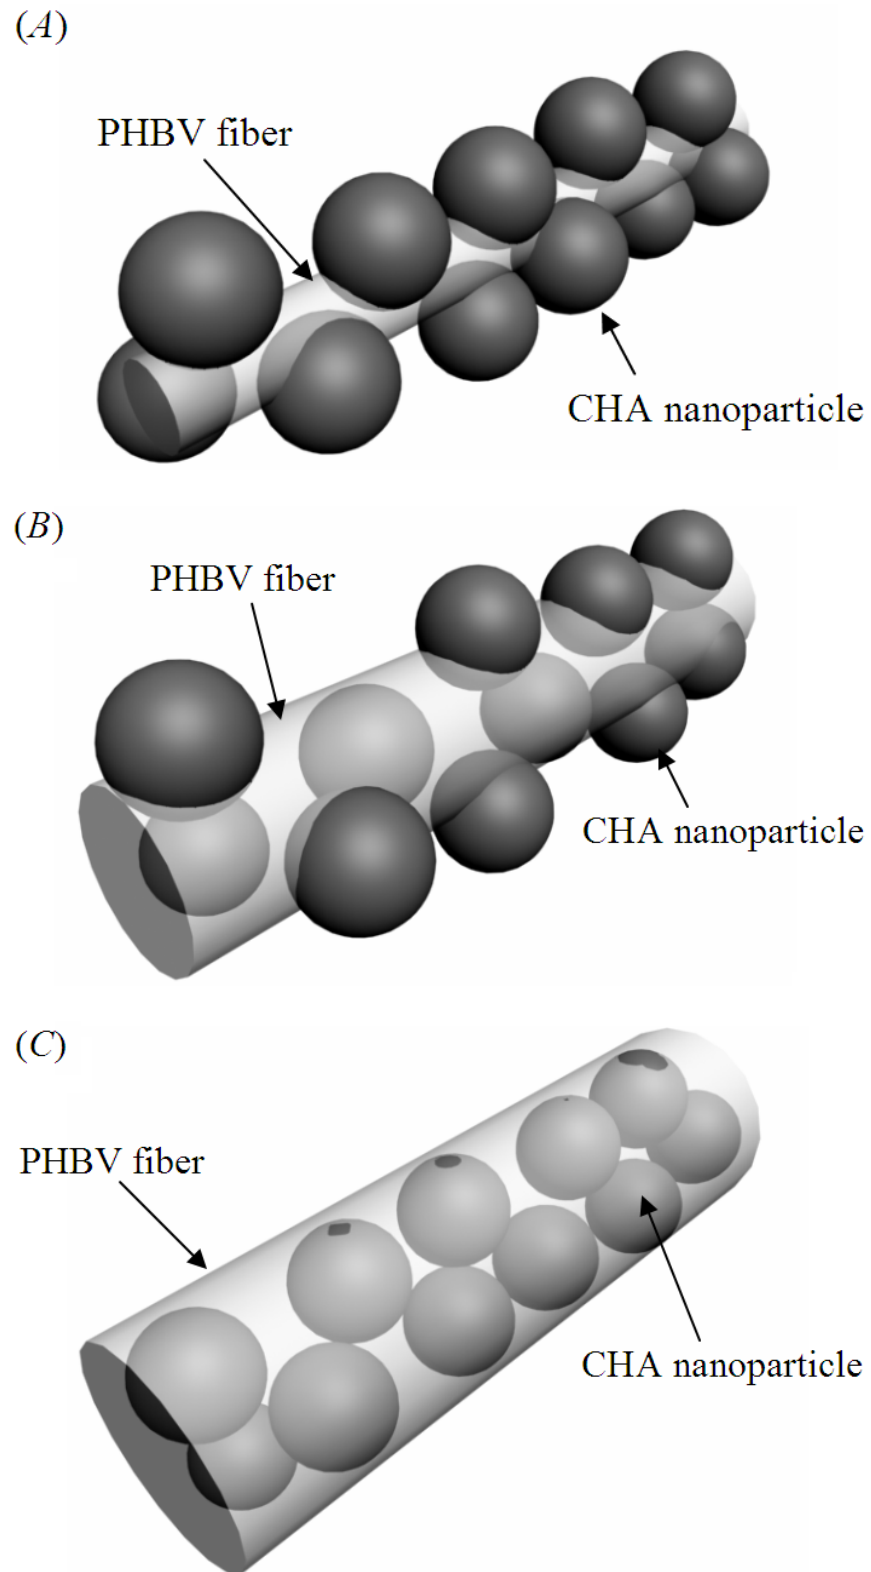 (A)
PHBV fiber
CHA nanoparticle
(B)
PHBV fiber
CHA nanoparticle
(C)
PHBV fiber
CHA nanoparticle